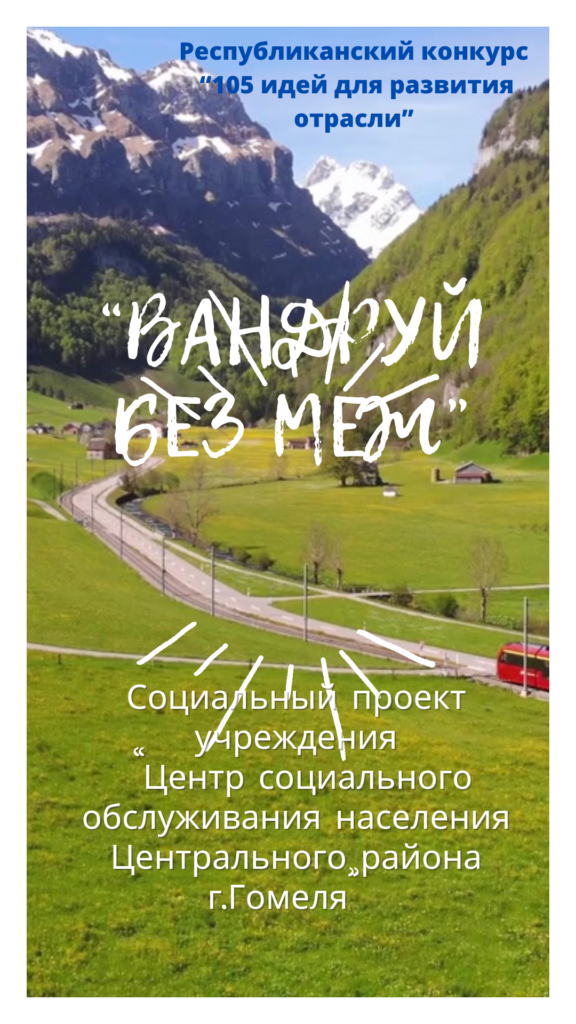 Республиканский конкурс
“105 идей для развития
отрасли”
“ВАНДРУЙ
БЕЗ МЕЖ”
Социальный проект
учреждения
“Центр социального
обслуживания населения
Центрального„района
г.Гомеля